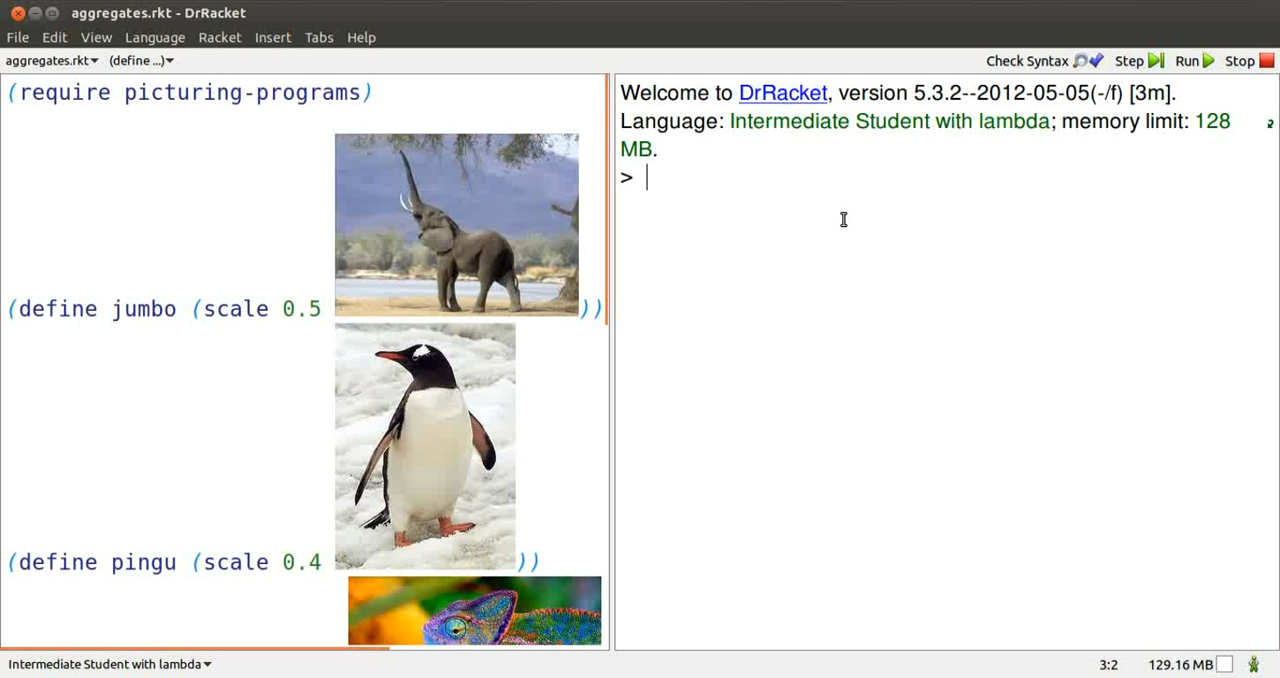 aggregates.rkt - DrRacket
File Edit View Language Racket Insert Tabs Help
aggregates.rkt (define ...) Check Syntax Step Run Stop
(require picturing-programs)
(define jumbo (scale 0.5 ))
(define pingu (scale 0.4 ))
Welcome to DrRacket, version 5.3.2--2012-05-05(-/f) [3m].
Language: Intermediate Student with lambda; memory limit: 128
MB.
>
Intermediate Student with lambda 3:2 129.16 MB